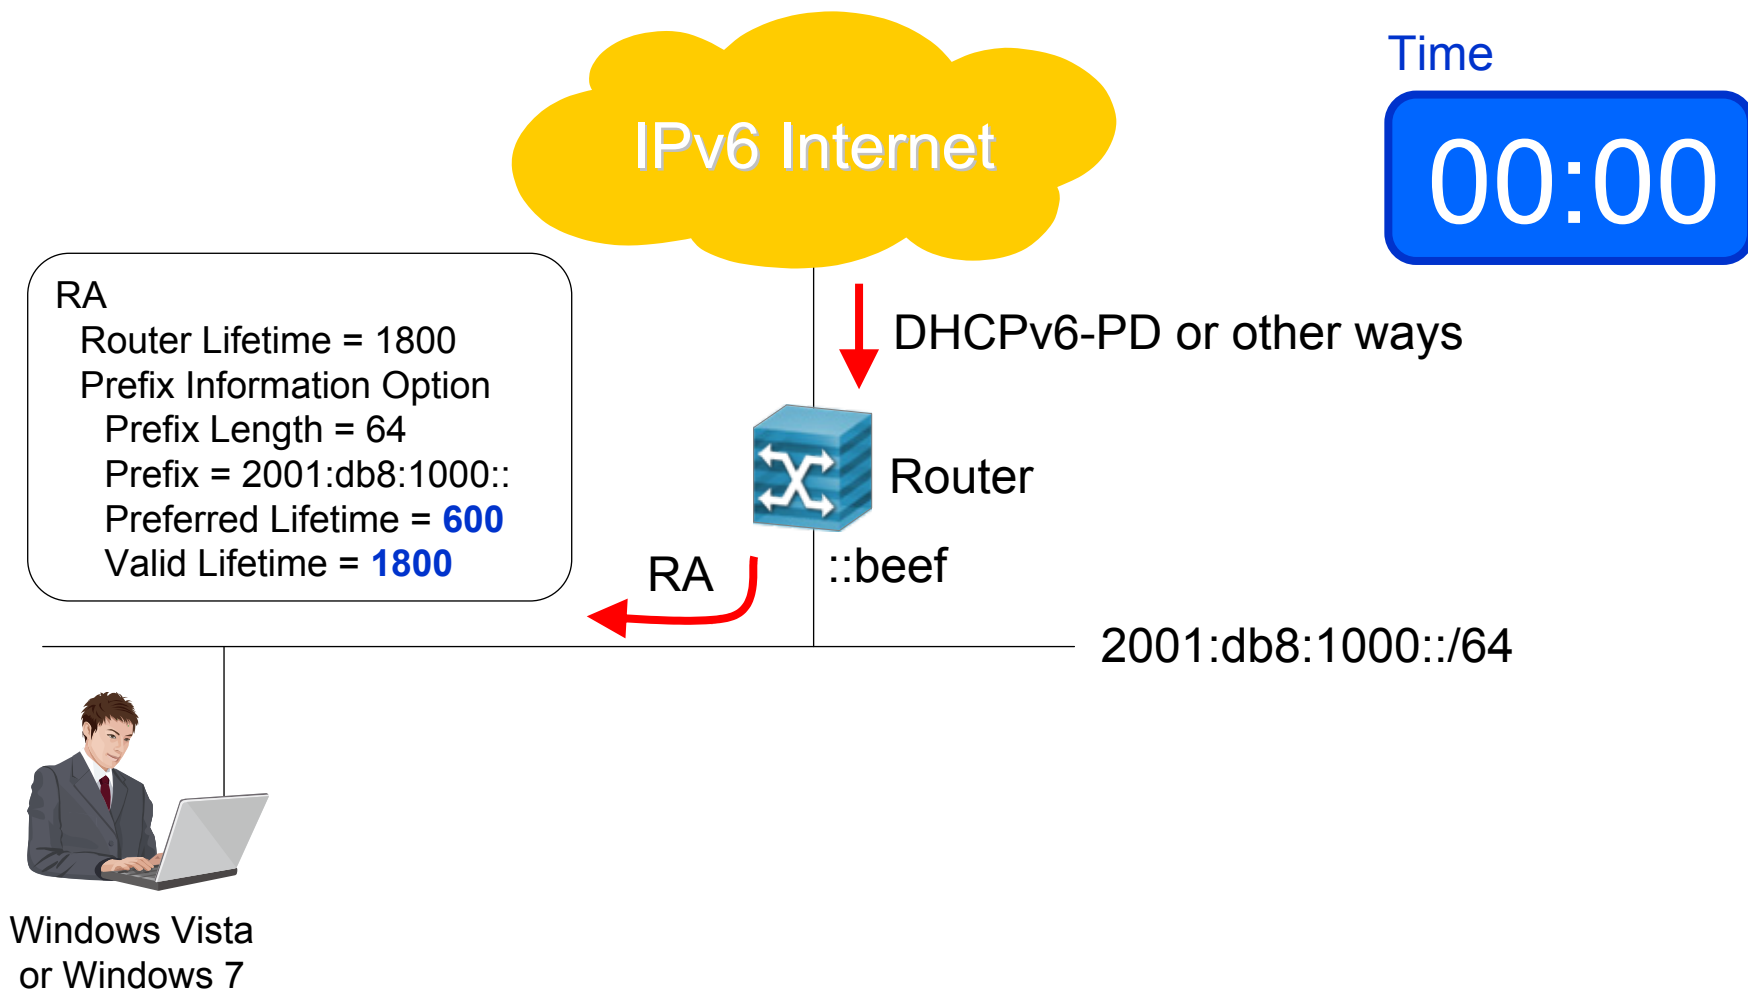 Time
00:00
IPv6 Internet
RA
Router Lifetime = 1800
Prefix Information Option
Prefix Length = 64
Prefix = 2001:db8:1000::
Preferred Lifetime = 600
Valid Lifetime = 1800
DHCPv6-PD or other ways
Router
RA
::beef
2001:db8:1000::/64
Windows Vista
or Windows 7